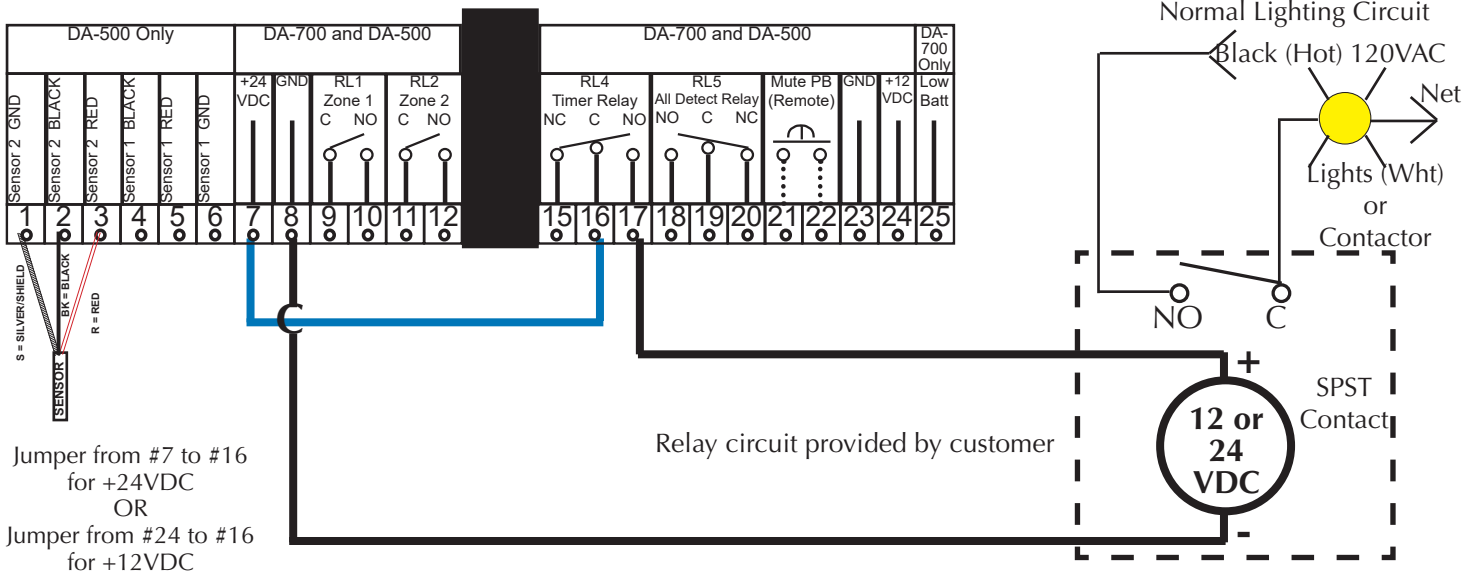 DA-500 Only
DA-700 and DA-500
DA-700 and DA-500
DA-
700
Only
Sensor 2 GND
Sensor 2 BLACK
Sensor 2 RED
Sensor 1 BLACK
Sensor 1 RED
Sensor 1 GND
+24
VDC
GND
RL1
Zone 1
C NO
RL2
Zone 2
C NO
RL4
Timer Relay
NC C NO
RL5
All Detect Relay
NO C NC
Mute PB
(Remote)
GND
+12
VDC
Low
Batt
1 2 3 4 5 6 7 8 9 10 11 12 15 16 17 18 19 20 21 22 23 24 25
S = SILVER/SHIELD
BK = BLACK
R = RED
SENSOR
Jumper from #7 to #16
for +24VDC
OR
Jumper from #24 to #16
for +12VDC
Relay circuit provided by customer
Normal Lighting Circuit
Black (Hot) 120VAC
Net
Lights (Wht)
or
Contactor
NO C
+
12 or
24
VDC
-
SPST
Contact